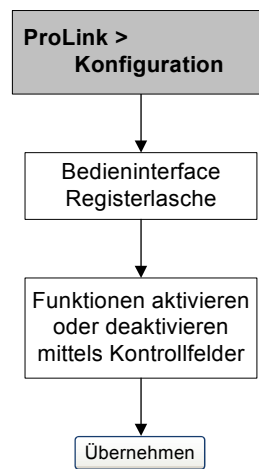 ProLink >
Konfiguration
Bedieninterface
Registerlasche
Funktionen aktivieren
oder deaktivieren
mittels Kontrollfelder
Übernehmen